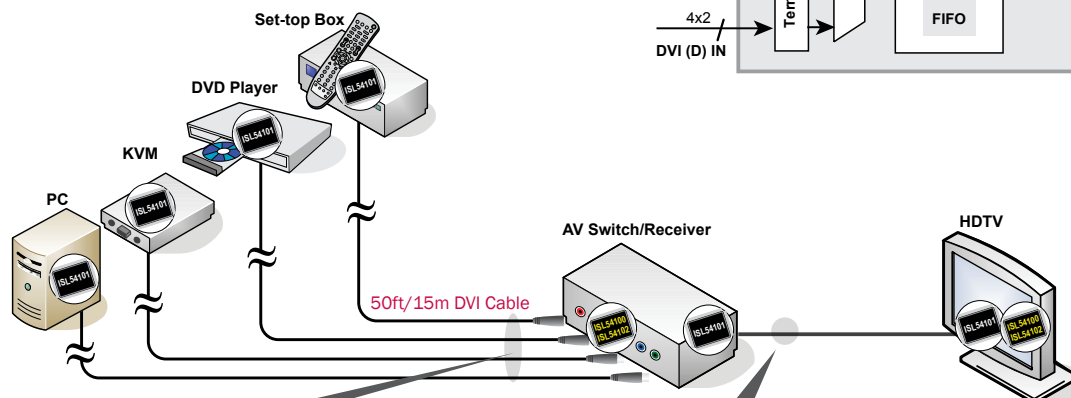 Set-top Box
ISL54101
4x2
DVI (D) IN
Tern
FIFO
DVD Player
ISL54101
KVM
ISL54101
PC
ISL54101
50ft/15m DVI Cable
AV Switch/Receiver
ISL54100
ISL54102
ISL54101
HDTV
ISL54101
ISL54100
ISL54102